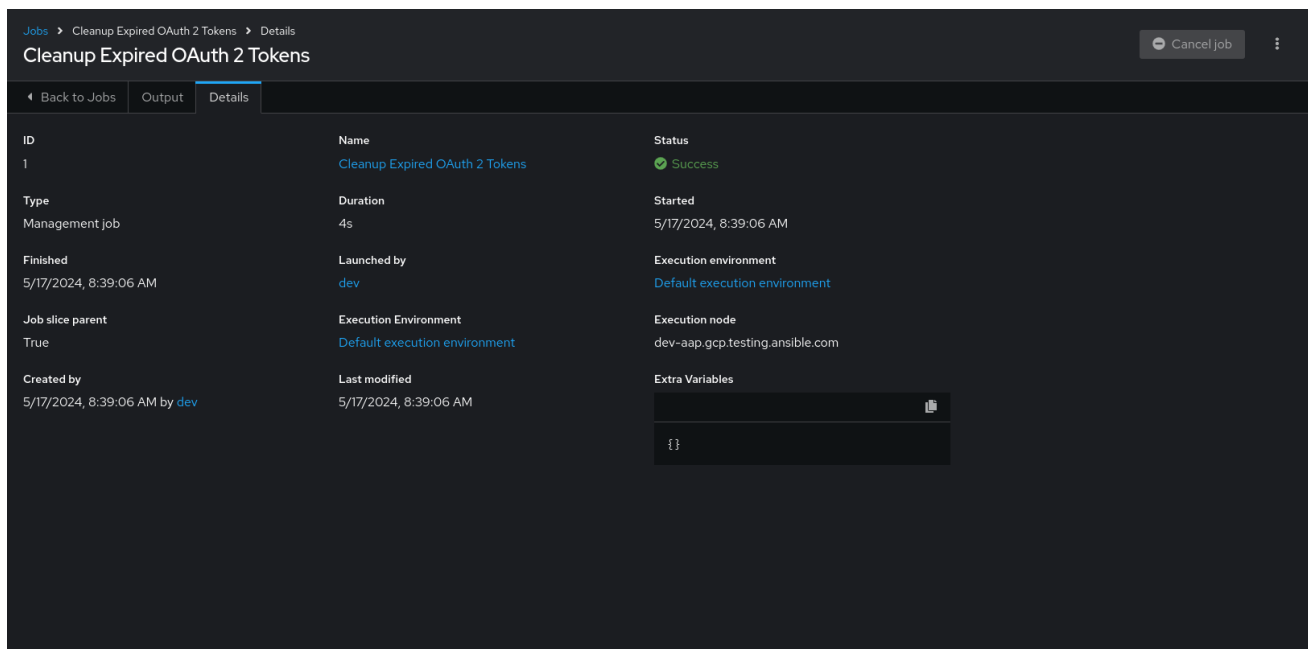 Jobs > Cleanup Expired OAuth 2 Tokens > Details
Cleanup Expired OAuth 2 Tokens
Cancel job
Back to Jobs Output Details
ID Name Status
1 Cleanup Expired OAuth 2 Tokens Success
Type Duration Started
Management job 4s 5/17/2024, 8:39:06 AM
Finished Launched by Execution environment
5/17/2024, 8:39:06 AM dev Default execution environment
Job slice parent Execution Environment Execution node
True Default execution environment dev-aap.gcp.testing.ansible.com
Created by Last modified Extra Variables
5/17/2024, 8:39:06 AM by dev 5/17/2024, 8:39:06 AM
{}